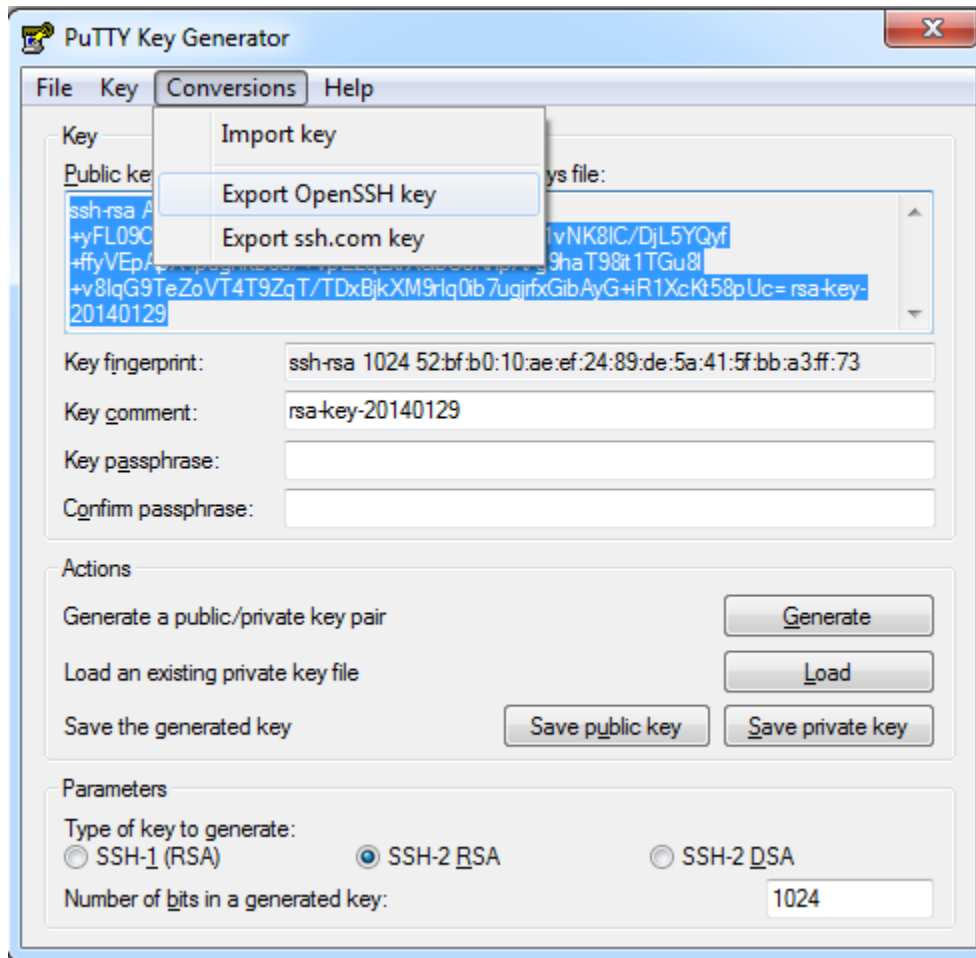 PuTTY Key Generator
File Key Conversions Help
Import key
Export OpenSSH key
Export ssh.com key
Key
Public key ys file:
ssh-rsa
+yFL09C 1vNK8IC/DjL5YQyf
+ffyVEpA 9haT98it1TGu8l
+v8IqG9TeZoVT4T9ZqT/TDxBjkXM9rIq0ib7ugjrfxGibAyG+iR1XcKt58pUc= rsa-key-
20140129
Key fingerprint: ssh-rsa 1024 52:bf:b0:10:ae:ef:24:89:de:5a:41:5f:bb:a3:ff:73
Key comment: rsa-key-20140129
Key passphrase:
Confirm passphrase:
Actions
Generate a public/private key pair Generate
Load an existing private key file Load
Save the generated key Save public key Save private key
Parameters
Type of key to generate:
SSH-1 (RSA) SSH-2 RSA SSH-2 DSA
Number of bits in a generated key: 1024